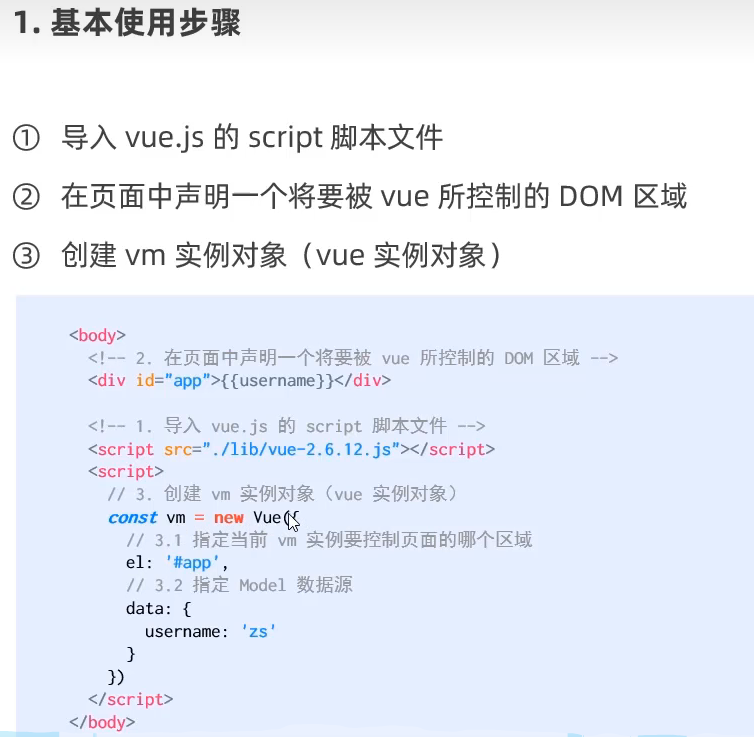 1. 基本使用步骤
① 导入 vue.js 的 script 脚本文件
② 在页面中声明一个将要被 vue 所控制的 DOM 区域
③ 创建 vm 实例对象（vue 实例对象）
<body>
<!-- 2. 在页面中声明一个将要被 vue 所控制的 DOM 区域 -->
<div id="app">{{username}}</div>
<!-- 1. 导入 vue.js 的 script 脚本文件 -->
<script src="./lib/vue-2.6.12.js"></script>
<script>
// 3. 创建 vm 实例对象（vue 实例对象）
const vm = new Vue({
// 3.1 指定当前 vm 实例要控制页面的哪个区域
el: '#app',
// 3.2 指定 Model 数据源
data: {
username: 'zs'
}
})
</script>
</body>